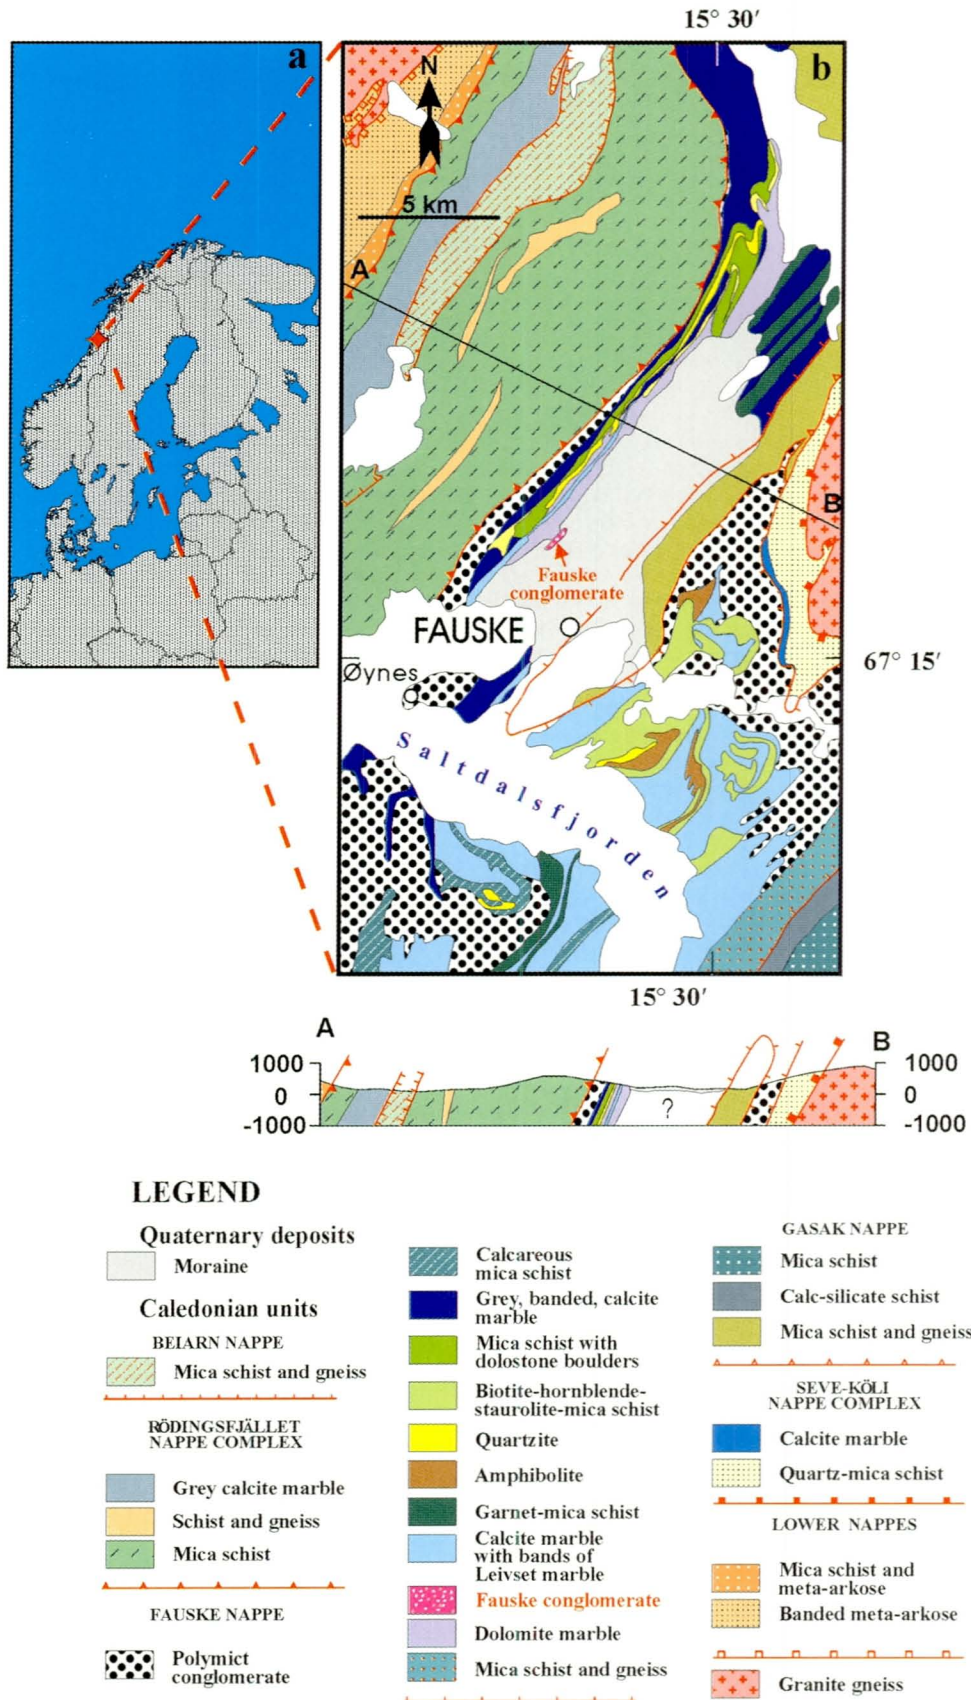 15° 30′
a
b
N
5 km
A
B
Fauske
conglomerate
FAUSKE
67° 15′
Øynes
Saltdalsfjorden
15° 30′
A
B
1000
0
-1000
?
1000
0
-1000
LEGEND
Quaternary deposits
Moraine
Caledonian units
BEIARN NAPPE
Mica schist and gneiss
RÖDINGSFJÄLLET
NAPPE COMPLEX
Grey calcite marble
Schist and gneiss
Mica schist
FAUSKE NAPPE
Polymict
conglomerate
Calcareous
mica schist
Grey, banded, calcite
marble
Mica schist with
dolostone boulders
Biotite-hornblende-
staurolite-mica schist
Quartzite
Amphibolite
Garnet-mica schist
Calcite marble
with bands of
Leivset marble
Fauske conglomerate
Dolomite marble
Mica schist and gneiss
GASAK NAPPE
Mica schist
Calc-silicate schist
Mica schist and gneiss
SEVE-KÖLI
NAPPE COMPLEX
Calcite marble
Quartz-mica schist
LOWER NAPPES
Mica schist and
meta-arkose
Banded meta-arkose
Granite gneiss